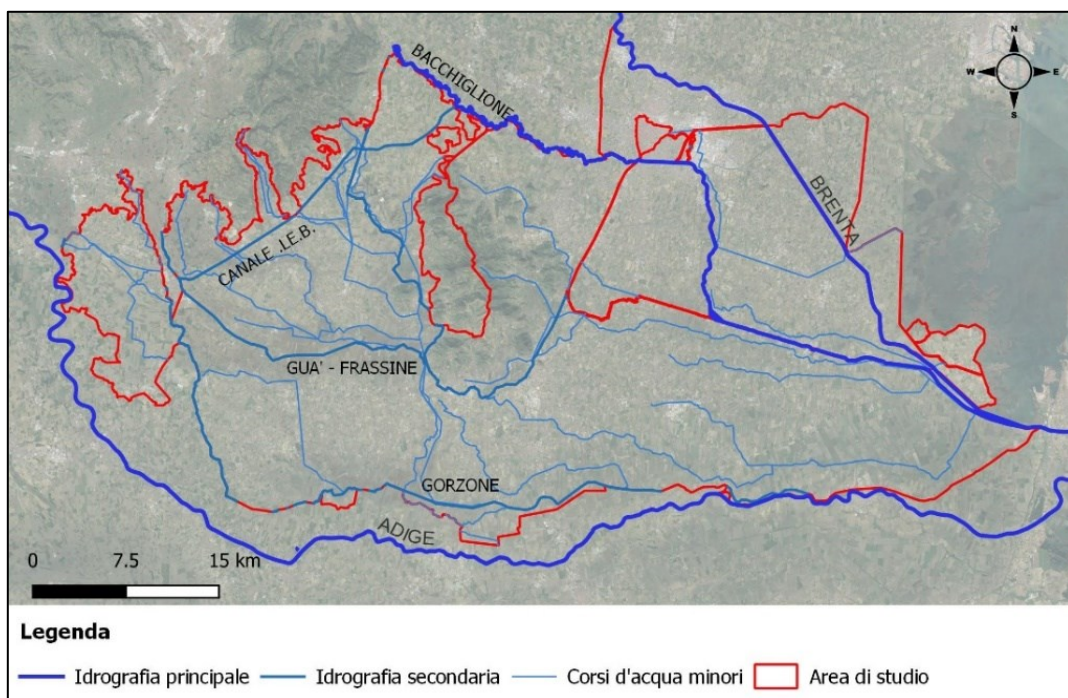 N
W E
S
BACCHIGLIONE
BRENTA
CANALE .LE.B.
GUA' - FRASSINE
GORZONE
ADIGE
0 7.5 15 km
Legenda
Idrografia principale Idrografia secondaria Corsi d'acqua minori Area di studio